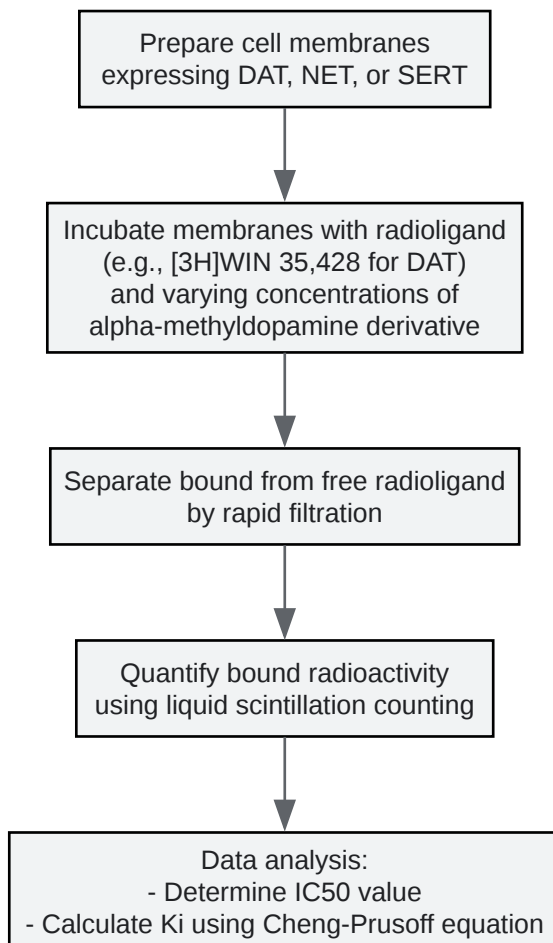 Prepare cell membranes
expressing DAT, NET, or SERT
Incubate membranes with radioligand
(e.g., [3H]WIN 35,428 for DAT)
and varying concentrations of
alpha-methyldopamine derivative
Separate bound from free radioligand
by rapid filtration
Quantify bound radioactivity
using liquid scintillation counting
Data analysis:
- Determine IC50 value
- Calculate Ki using Cheng-Prusoff equation